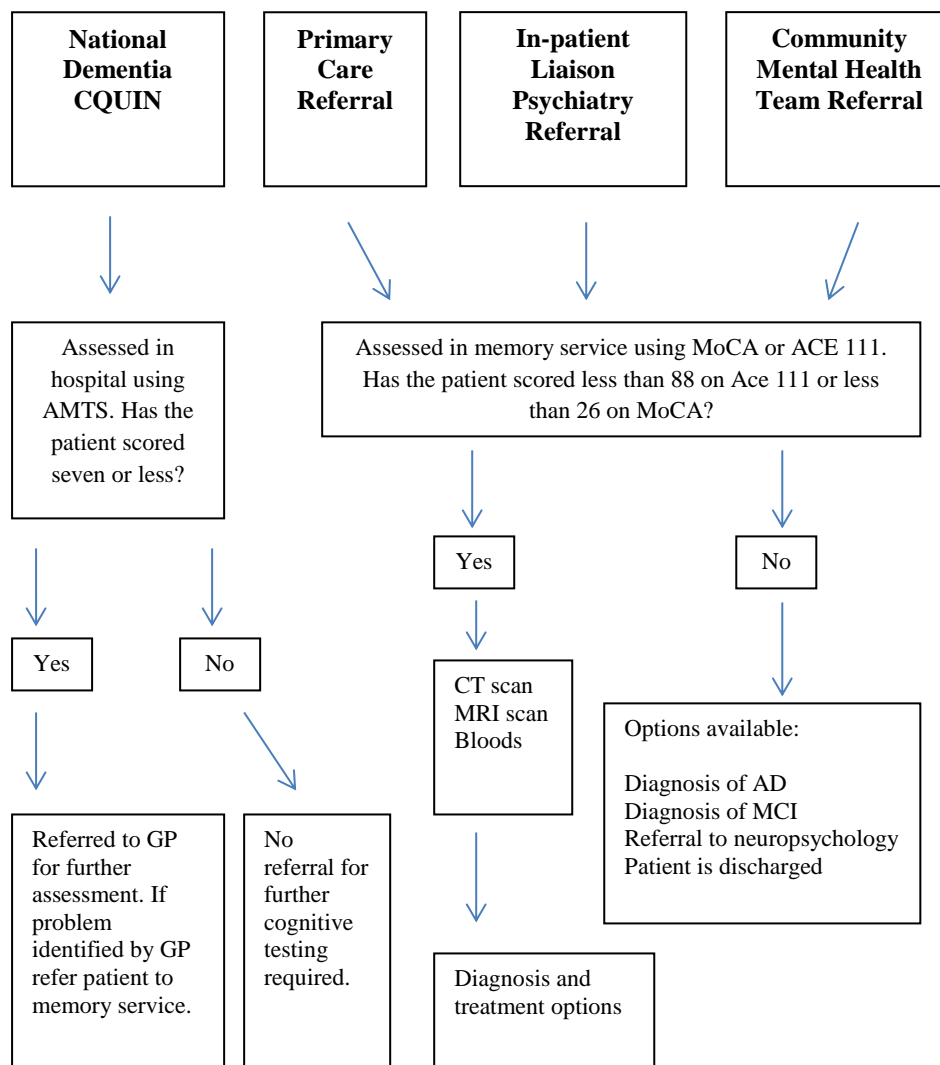 National
Dementia
CQUIN
Primary
Care
Referral
In-patient
Liaison
Psychiatry
Referral
Community
Mental Health
Team Referral
Assessed in
hospital using
AMTS. Has the
patient scored
seven or less?
Assessed in memory service using MoCA or ACE 111.
Has the patient scored less than 88 on Ace 111 or less
than 26 on MoCA?
Yes
No
Yes
No
CT scan
MRI scan
Bloods
Options available:
Diagnosis of AD
Diagnosis of MCI
Referral to neuropsychology
Patient is discharged
Referred to GP
for further
assessment. If
problem
identified by GP
refer patient to
memory service.
No
referral for
further
cognitive
testing
required.
Diagnosis and
treatment options